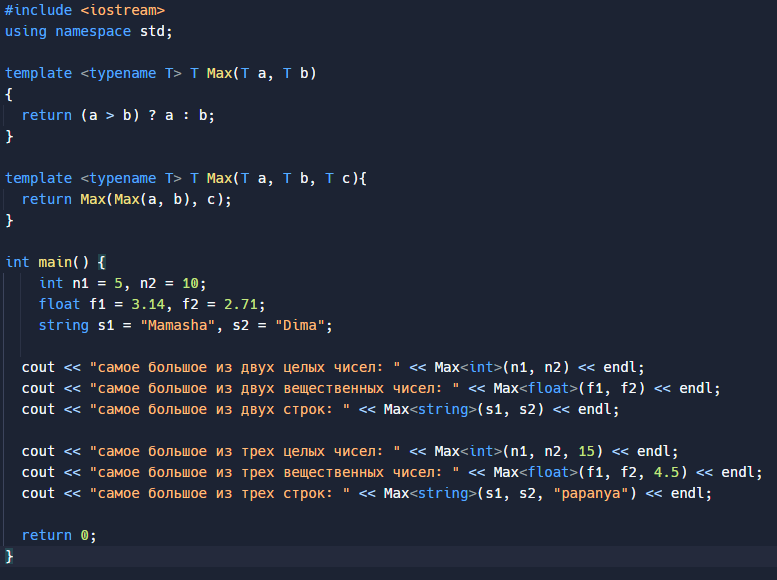 #include <iostream>
using namespace std;
template <typename T> T Max(T a, T b)
{
return (a > b) ? a : b;
}
template <typename T> T Max(T a, T b, T c){
return Max(Max(a, b), c);
}
int main() {
int n1 = 5, n2 = 10;
float f1 = 3.14, f2 = 2.71;
string s1 = "Mamasha", s2 = "Dima";
cout << "самое большое из двух целых чисел: " << Max<int>(n1, n2) << endl;
cout << "самое большое из двух вещественных чисел: " << Max<float>(f1, f2) << endl;
cout << "самое большое из двух строк: " << Max<string>(s1, s2) << endl;
cout << "самое большое из трех целых чисел: " << Max<int>(n1, n2, 15) << endl;
cout << "самое большое из трех вещественных чисел: " << Max<float>(f1, f2, 4.5) << endl;
cout << "самое большое из трех строк: " << Max<string>(s1, s2, "papanya") << endl;
return 0;
}